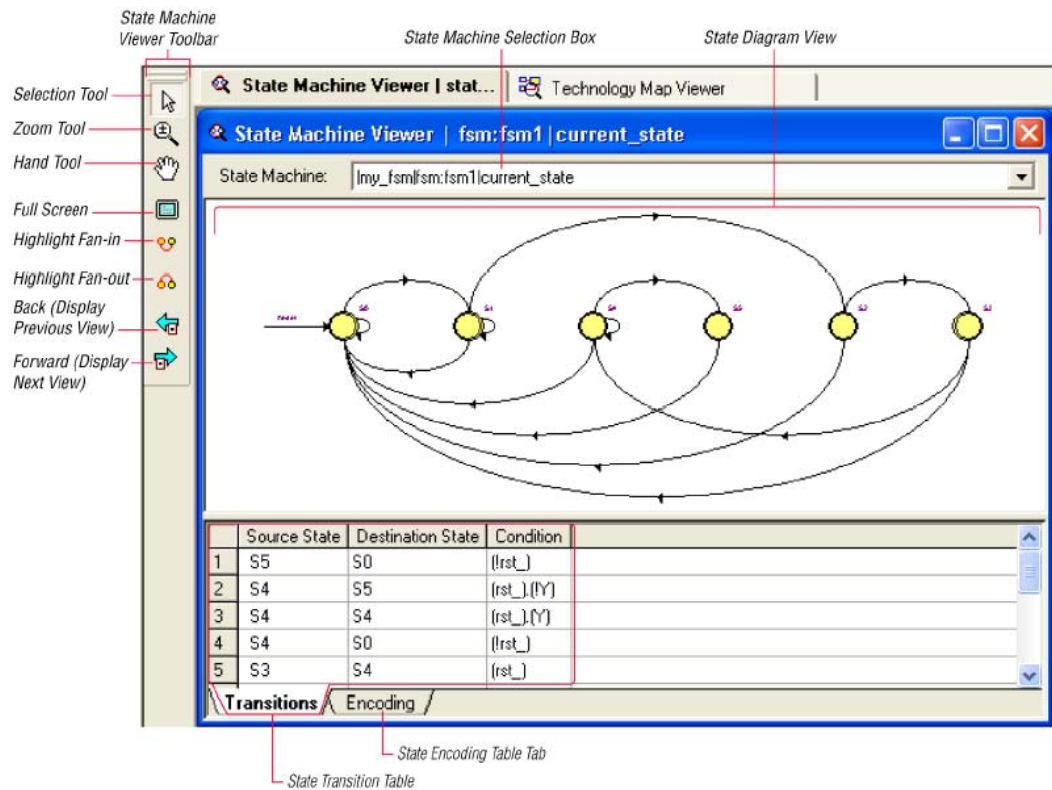 State Machine
Viewer Toolbar
State Machine Selection Box
State Diagram View
Selection Tool
Zoom Tool
Hand Tool
Full Screen
Highlight Fan-in
Highlight Fan-out
Back (Display
Previous View)
Forward (Display
Next View)
State Machine Viewer | stat...
Technology Map Viewer
State Machine Viewer | fsm:fsm1|current_state
State Machine:
|my_fsm|fsm:fsm1|current_state
Source State Destination State Condition
1 S5 S0 (!rst_)
2 S4 S5 (rst_).(!Y)
3 S4 S4 (rst_).(Y)
4 S4 S0 (!rst_)
5 S3 S4 (rst_)
Transitions Encoding
State Encoding Table Tab
State Transition Table